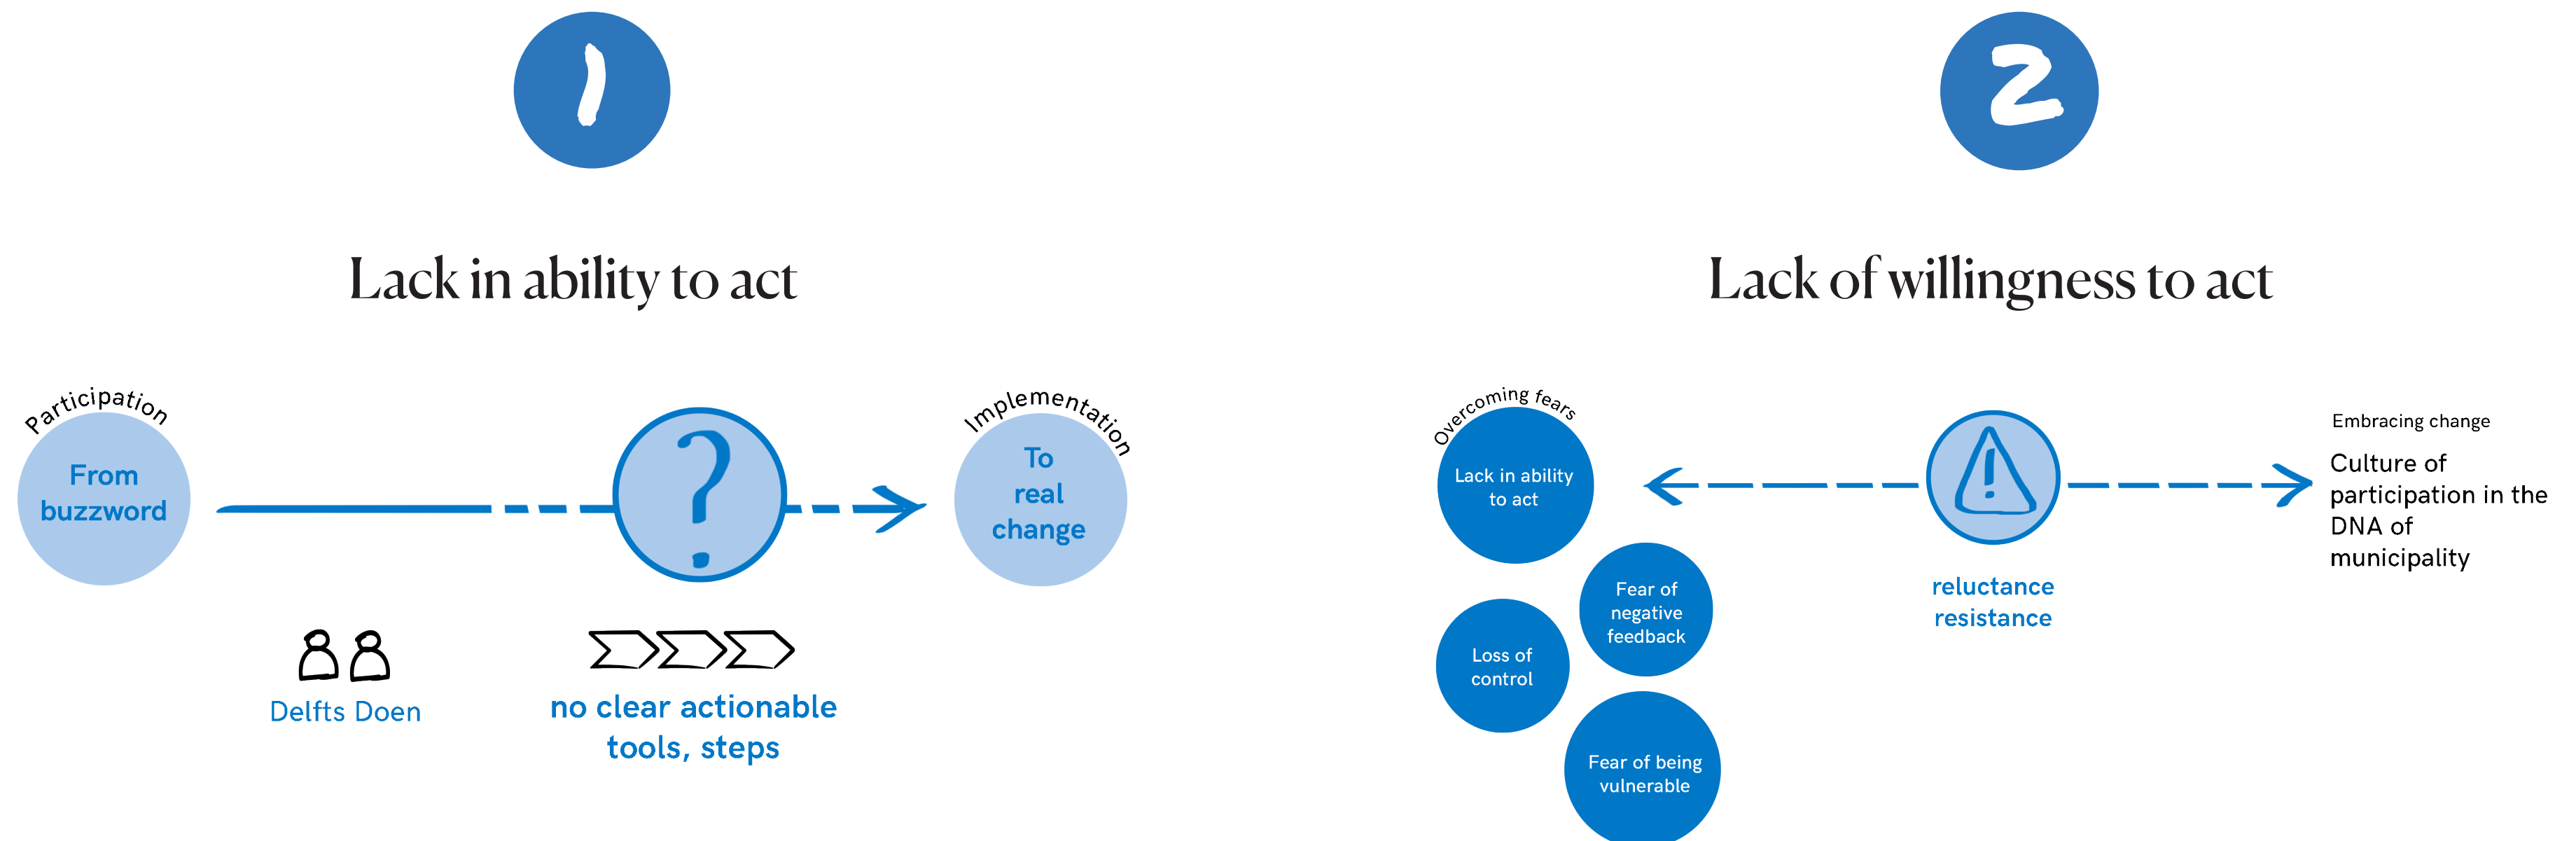 1
Lack in ability to act
Participation
From
buzzword
?
Implementation
To
real
change
Delfts Doen
no clear actionable
tools, steps
2
Lack of willingness to act
Overcoming fears
Lack in ability
to act
Fear of
negative
feedback
Loss of
control
Fear of being
vulnerable
!
reluctance
resistance
Embracing change
Culture of
participation in the
DNA of
municipality